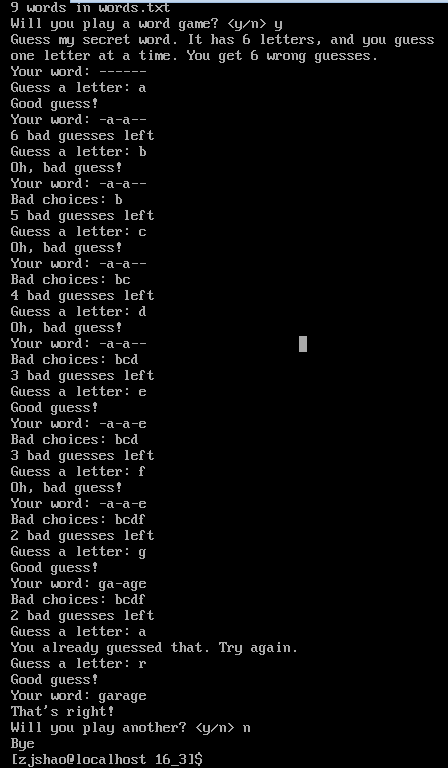 9 words in words.txt
Will you play a word game? <y/n> y
Guess my secret word. It has 6 letters, and you guess
one letter at a time. You get 6 wrong guesses.
Your word: ------
Guess a letter: a
Good guess!
Your word: -a-a--
6 bad guesses left
Guess a letter: b
Oh, bad guess!
Your word: -a-a--
Bad choices: b
5 bad guesses left
Guess a letter: c
Oh, bad guess!
Your word: -a-a--
Bad choices: bc
4 bad guesses left
Guess a letter: d
Oh, bad guess!
Your word: -a-a--
Bad choices: bcd
3 bad guesses left
Guess a letter: e
Good guess!
Your word: -a-a-e
Bad choices: bcd
3 bad guesses left
Guess a letter: f
Oh, bad guess!
Your word: -a-a-e
Bad choices: bcdf
2 bad guesses left
Guess a letter: g
Good guess!
Your word: ga-age
Bad choices: bcdf
2 bad guesses left
Guess a letter: a
You already guessed that. Try again.
Guess a letter: r
Good guess!
Your word: garage
That's right!
Will you play another? <y/n> n
Bye
[zjshao@localhost 16_3]$